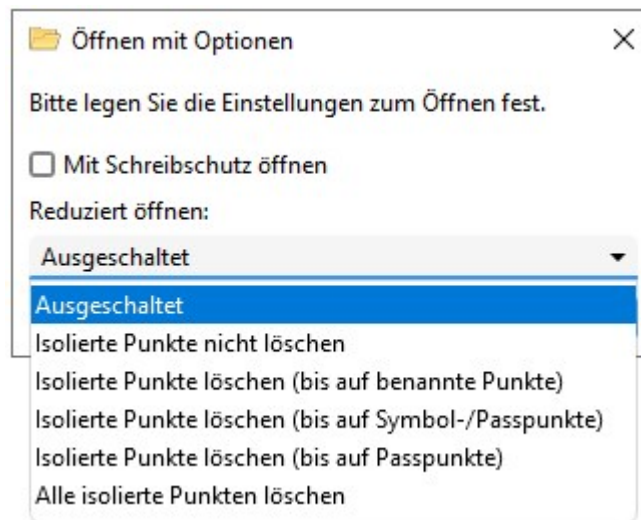 Öffnen mit Optionen
Bitte legen Sie die Einstellungen zum Öffnen fest.
Mit Schreibschutz öffnen
Reduziert öffnen:
Ausgeschaltet
Ausgeschaltet
Isolierte Punkte nicht löschen
Isolierte Punkte löschen (bis auf benannte Punkte)
Isolierte Punkte löschen (bis auf Symbol-/Passpunkte)
Isolierte Punkte löschen (bis auf Passpunkte)
Alle isolierte Punkten löschen